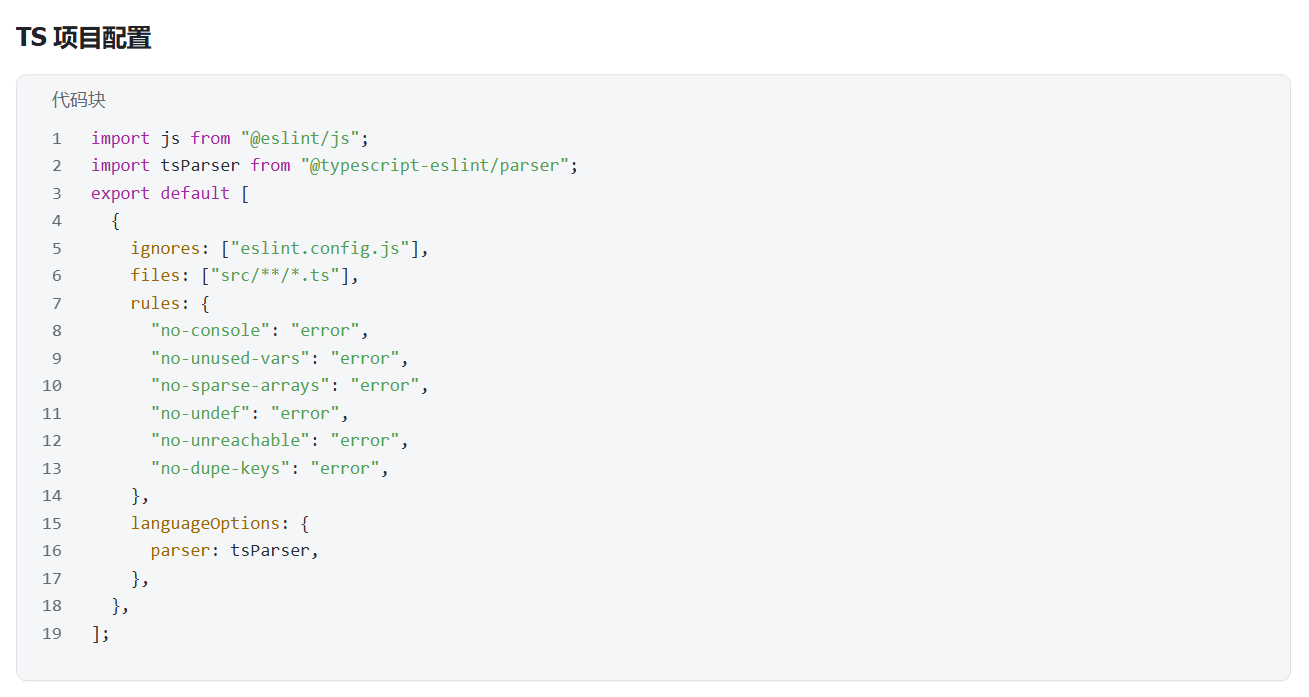 TS 项目配置
代码块
1 import js from "@eslint/js";
2 import tsParser from "@typescript-eslint/parser";
3 export default [
4   {
5     ignores: ["eslint.config.js"],
6     files: ["src/**/*.ts"],
7     rules: {
8       "no-console": "error",
9       "no-unused-vars": "error",
10       "no-sparse-arrays": "error",
11       "no-undef": "error",
12       "no-unreachable": "error",
13       "no-dupe-keys": "error",
14     },
15     languageOptions: {
16       parser: tsParser,
17     },
18   },
19 ];